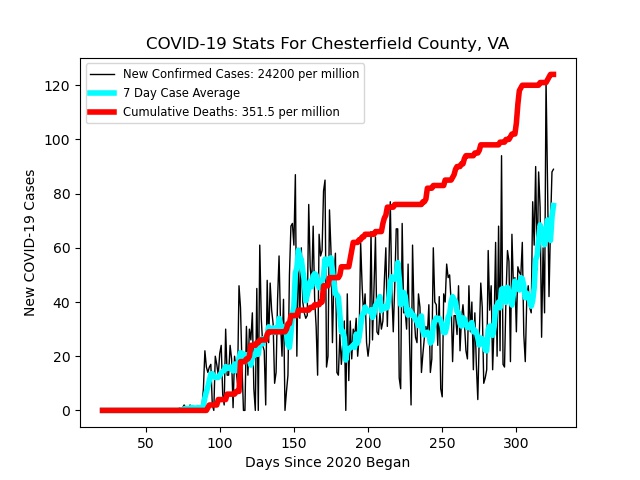 COVID-19 Stats For Chesterfield County, VA
New Confirmed Cases: 24200 per million
7 Day Case Average
Cumulative Deaths: 351.5 per million
120
100
80
60
40
20
0
New COVID-19 Cases
50 100 150 200 250 300
Days Since 2020 Began